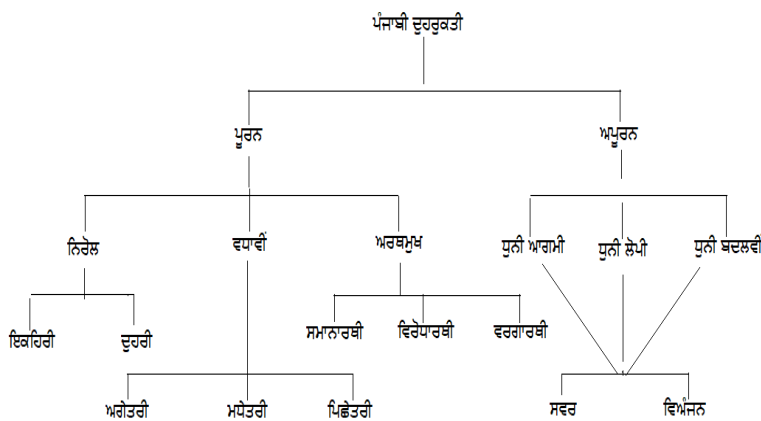 ਪੰਜਾਬੀ ਦੁਹਰੁਕਤੀ
ਪੂਰਨ ਅਪੂਰਨ
ਨਿਰੋਲ ਵਧਾਵੀਂ ਅਰਥਮੁਖ ਧੁਨੀ ਆਗਮੀ ਧੁਨੀ ਲੋਪੀ ਧੁਨੀ ਬਦਲਵੀਂ
ਇਕਹਿਰੀ ਦੁਹਰੀ ਸਮਾਨਾਰਥੀ ਵਿਰੋਧਾਰਥੀ ਵਰਗਾਰਥੀ
ਅਗੇਤਰੀ ਮਧੇਤਰੀ ਪਿਛੇਤਰੀ ਸਵਰ ਵਿਅੰਜਨ